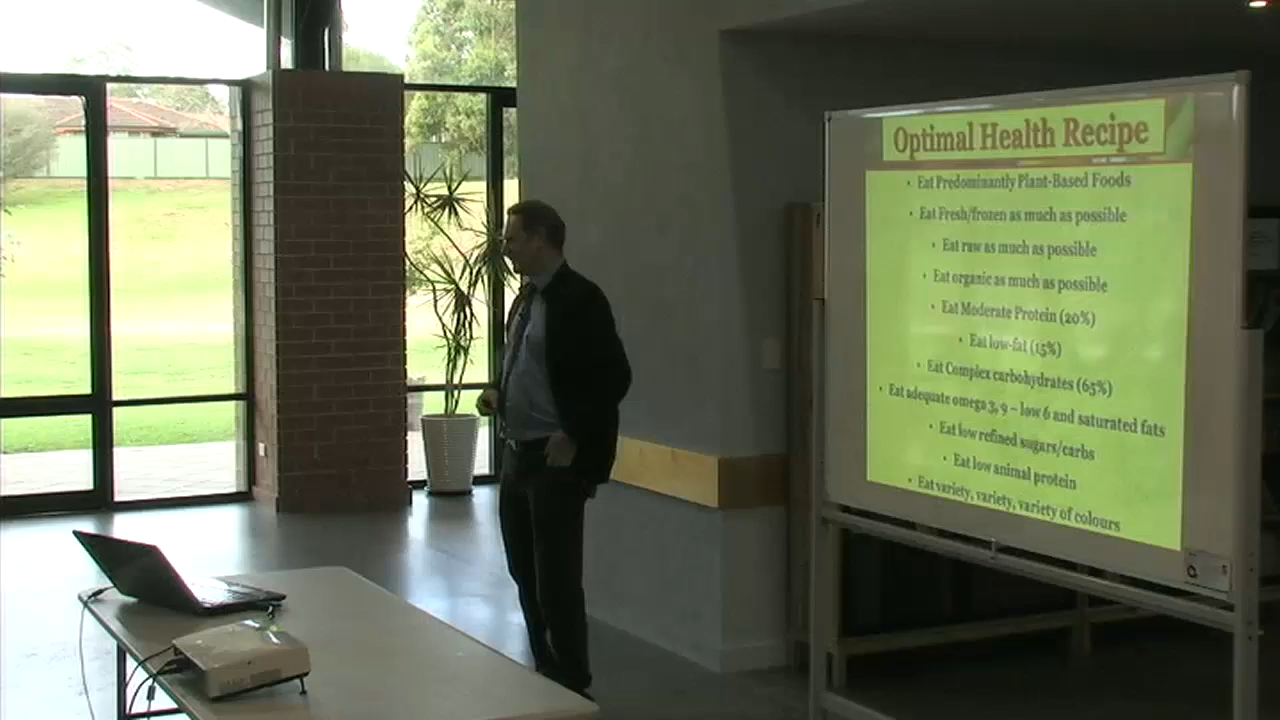 Optimal Health Recipe
• Eat Predominantly Plant-Based Foods
• Eat Fresh/frozen as much as possible
• Eat raw as much as possible
• Eat organic as much as possible
• Eat Moderate Protein (20%)
• Eat low-fat (15%)
• Eat Complex carbohydrates (65%)
• Eat adequate omega 3, 9 – low 6 and saturated fats
• Eat low refined sugars/carbs
• Eat low animal protein
• Eat variety, variety, variety of colours